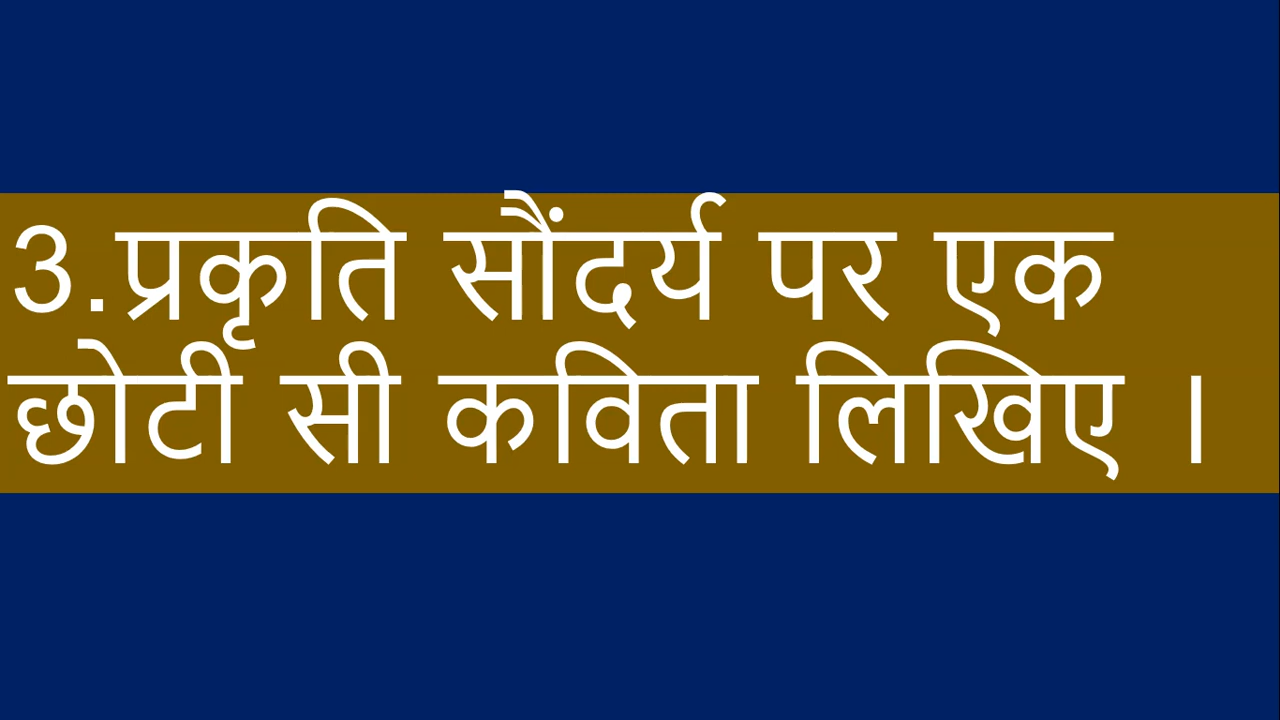 3.प्रकृति सौंदर्य पर एक
छोटी सी कविता लिखिए ।